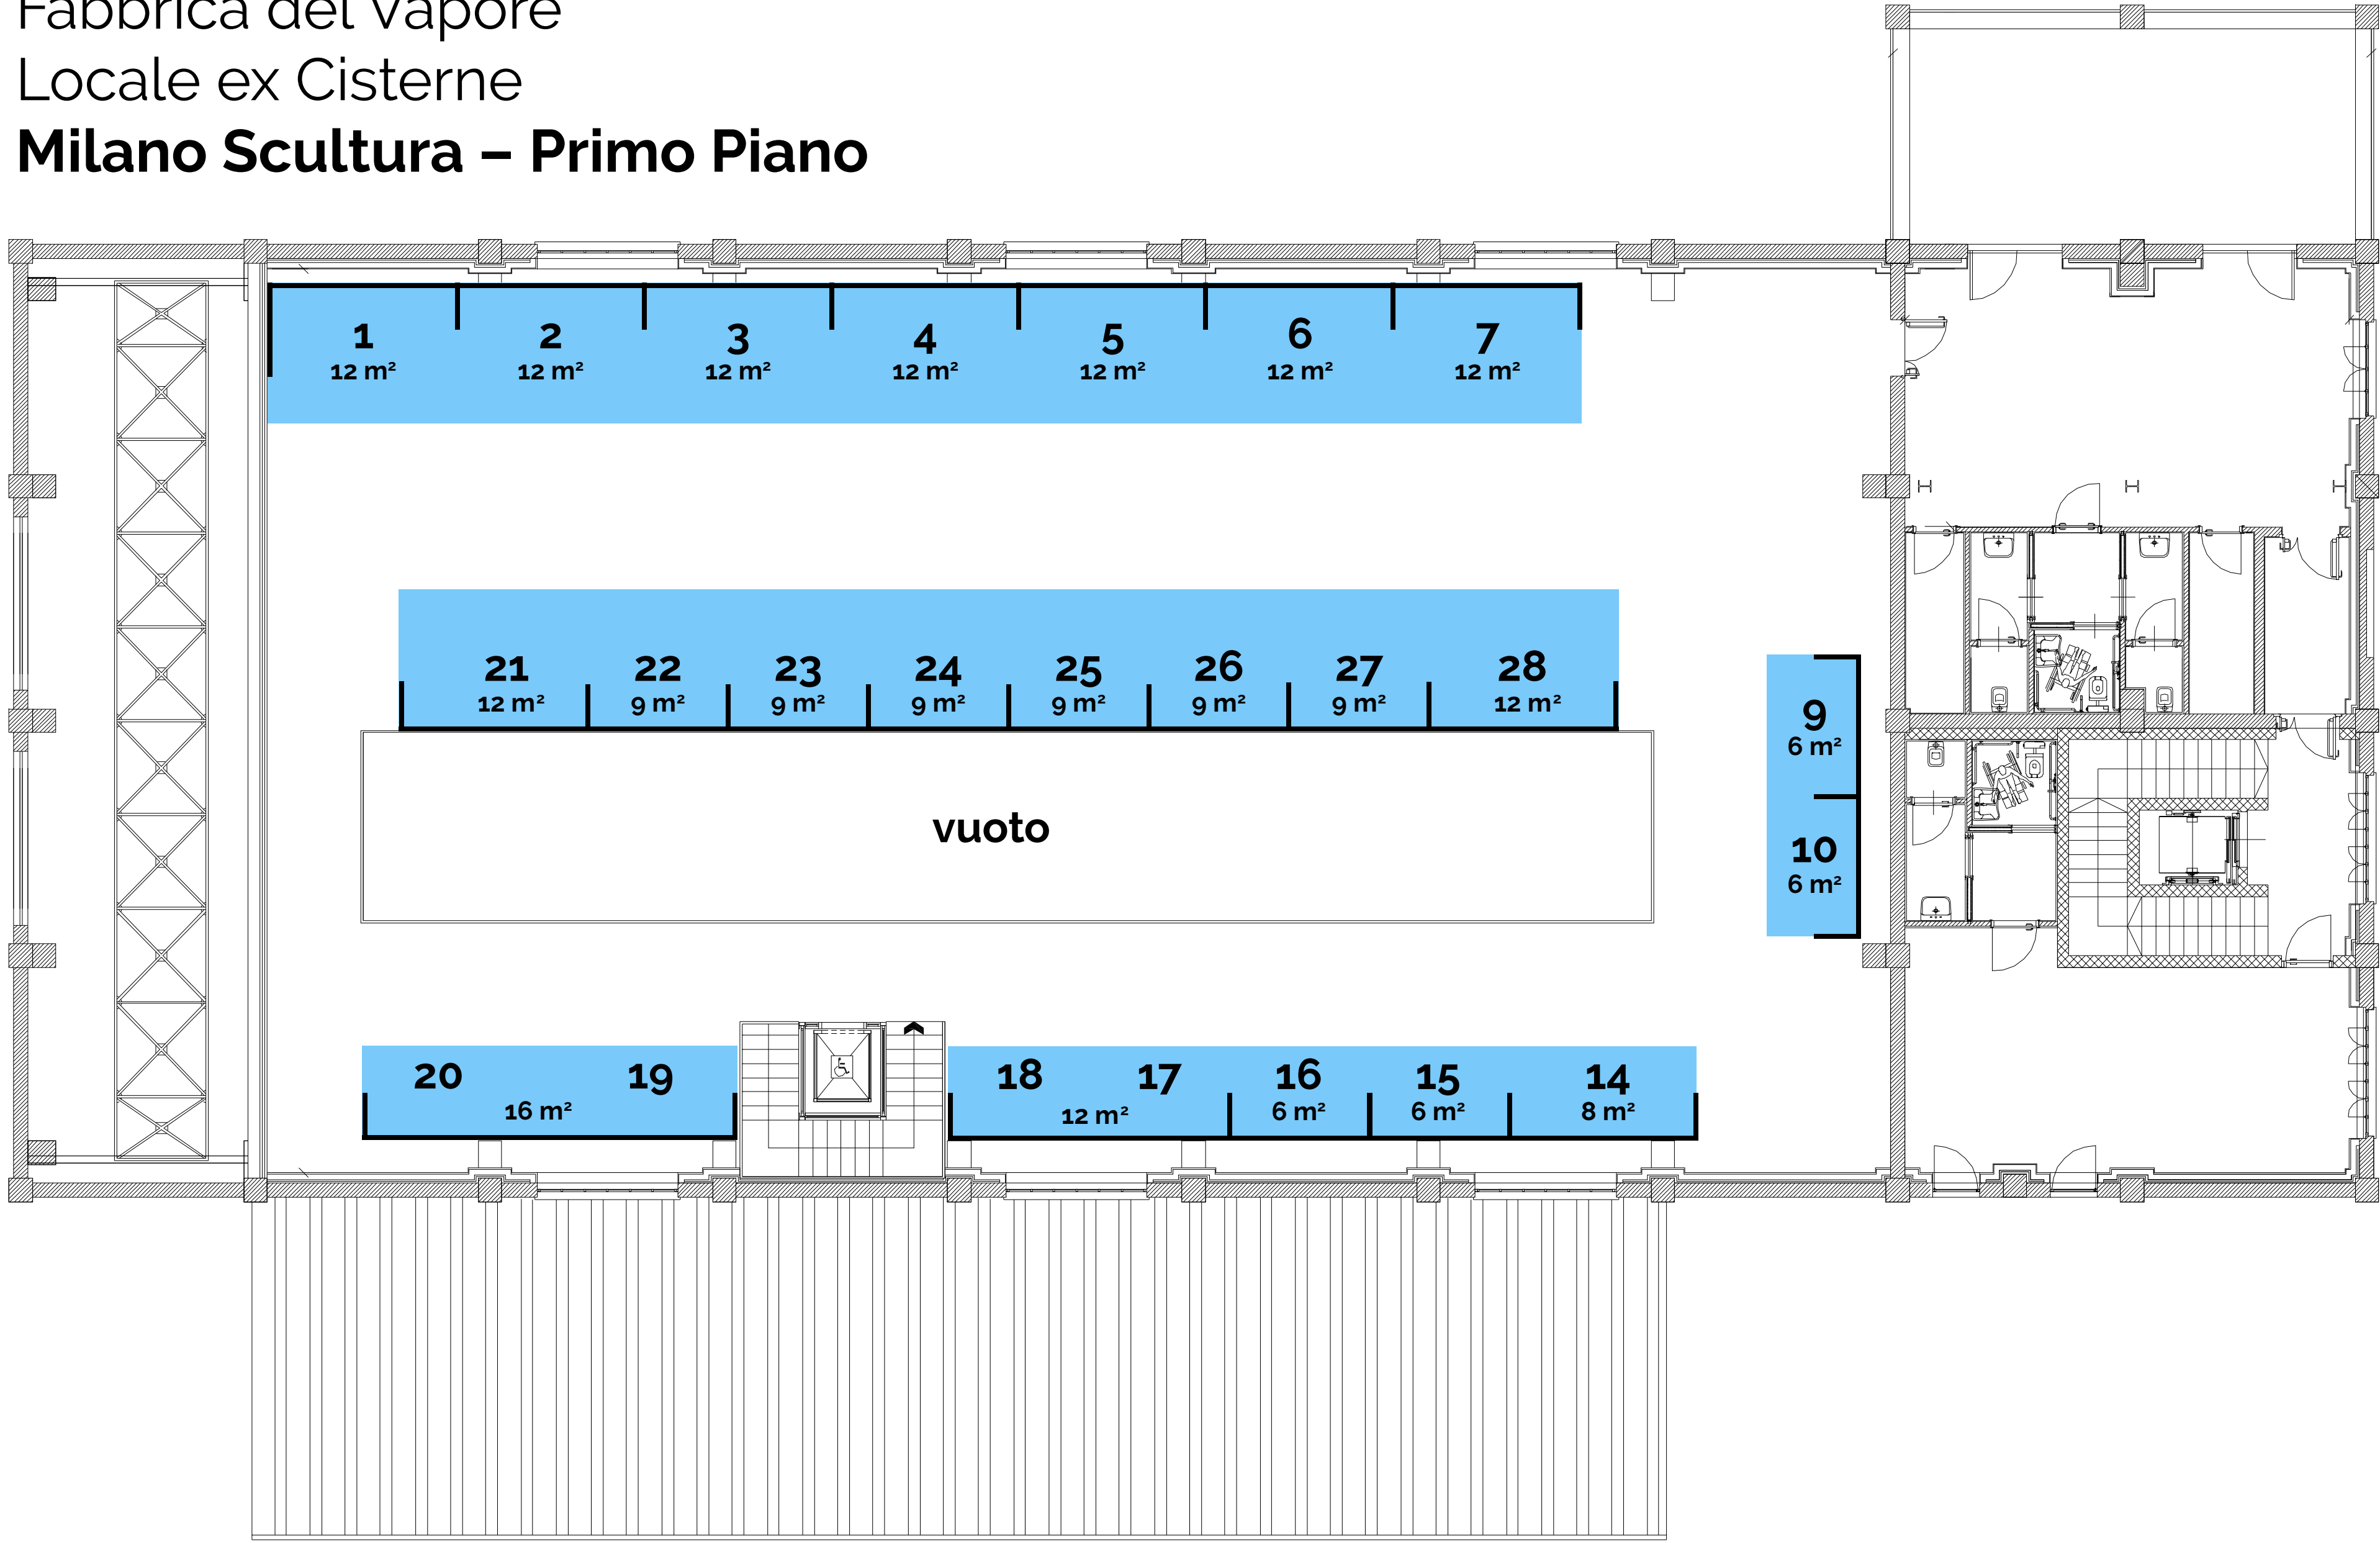 Fabbrica del Vapore
Locale ex Cisterne
Milano Scultura – Primo Piano
1 2 3 4 5 6 7
12 m² 12 m² 12 m² 12 m² 12 m² 12 m² 12 m²
21 22 23 24 25 26 27 28
12 m² 9 m² 9 m² 9 m² 9 m² 9 m² 9 m² 12 m²
9
6 m²
10
6 m²
vuoto
20 19 18 17 16 15 14
16 m² 12 m² 6 m² 6 m² 8 m²